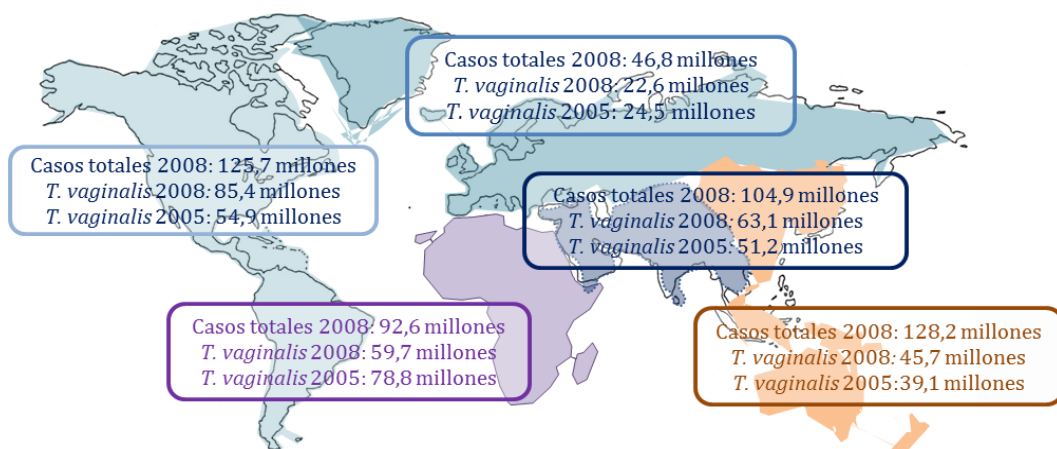 Casos totales 2008: 46,8 millones
T. vaginalis 2008: 22,6 millones
T. vaginalis 2005: 24,5 millones
Casos totales 2008: 125,7 millones
T. vaginalis 2008: 85,4 millones
T. vaginalis 2005: 54,9 millones
Casos totales 2008: 104,9 millones
T. vaginalis 2008: 63,1 millones
T. vaginalis 2005: 51,2 millones
Casos totales 2008: 92,6 millones
T. vaginalis 2008: 59,7 millones
T. vaginalis 2005: 78,8 millones
Casos totales 2008: 128,2 millones
T. vaginalis 2008: 45,7 millones
T. vaginalis 2005:39,1 millones